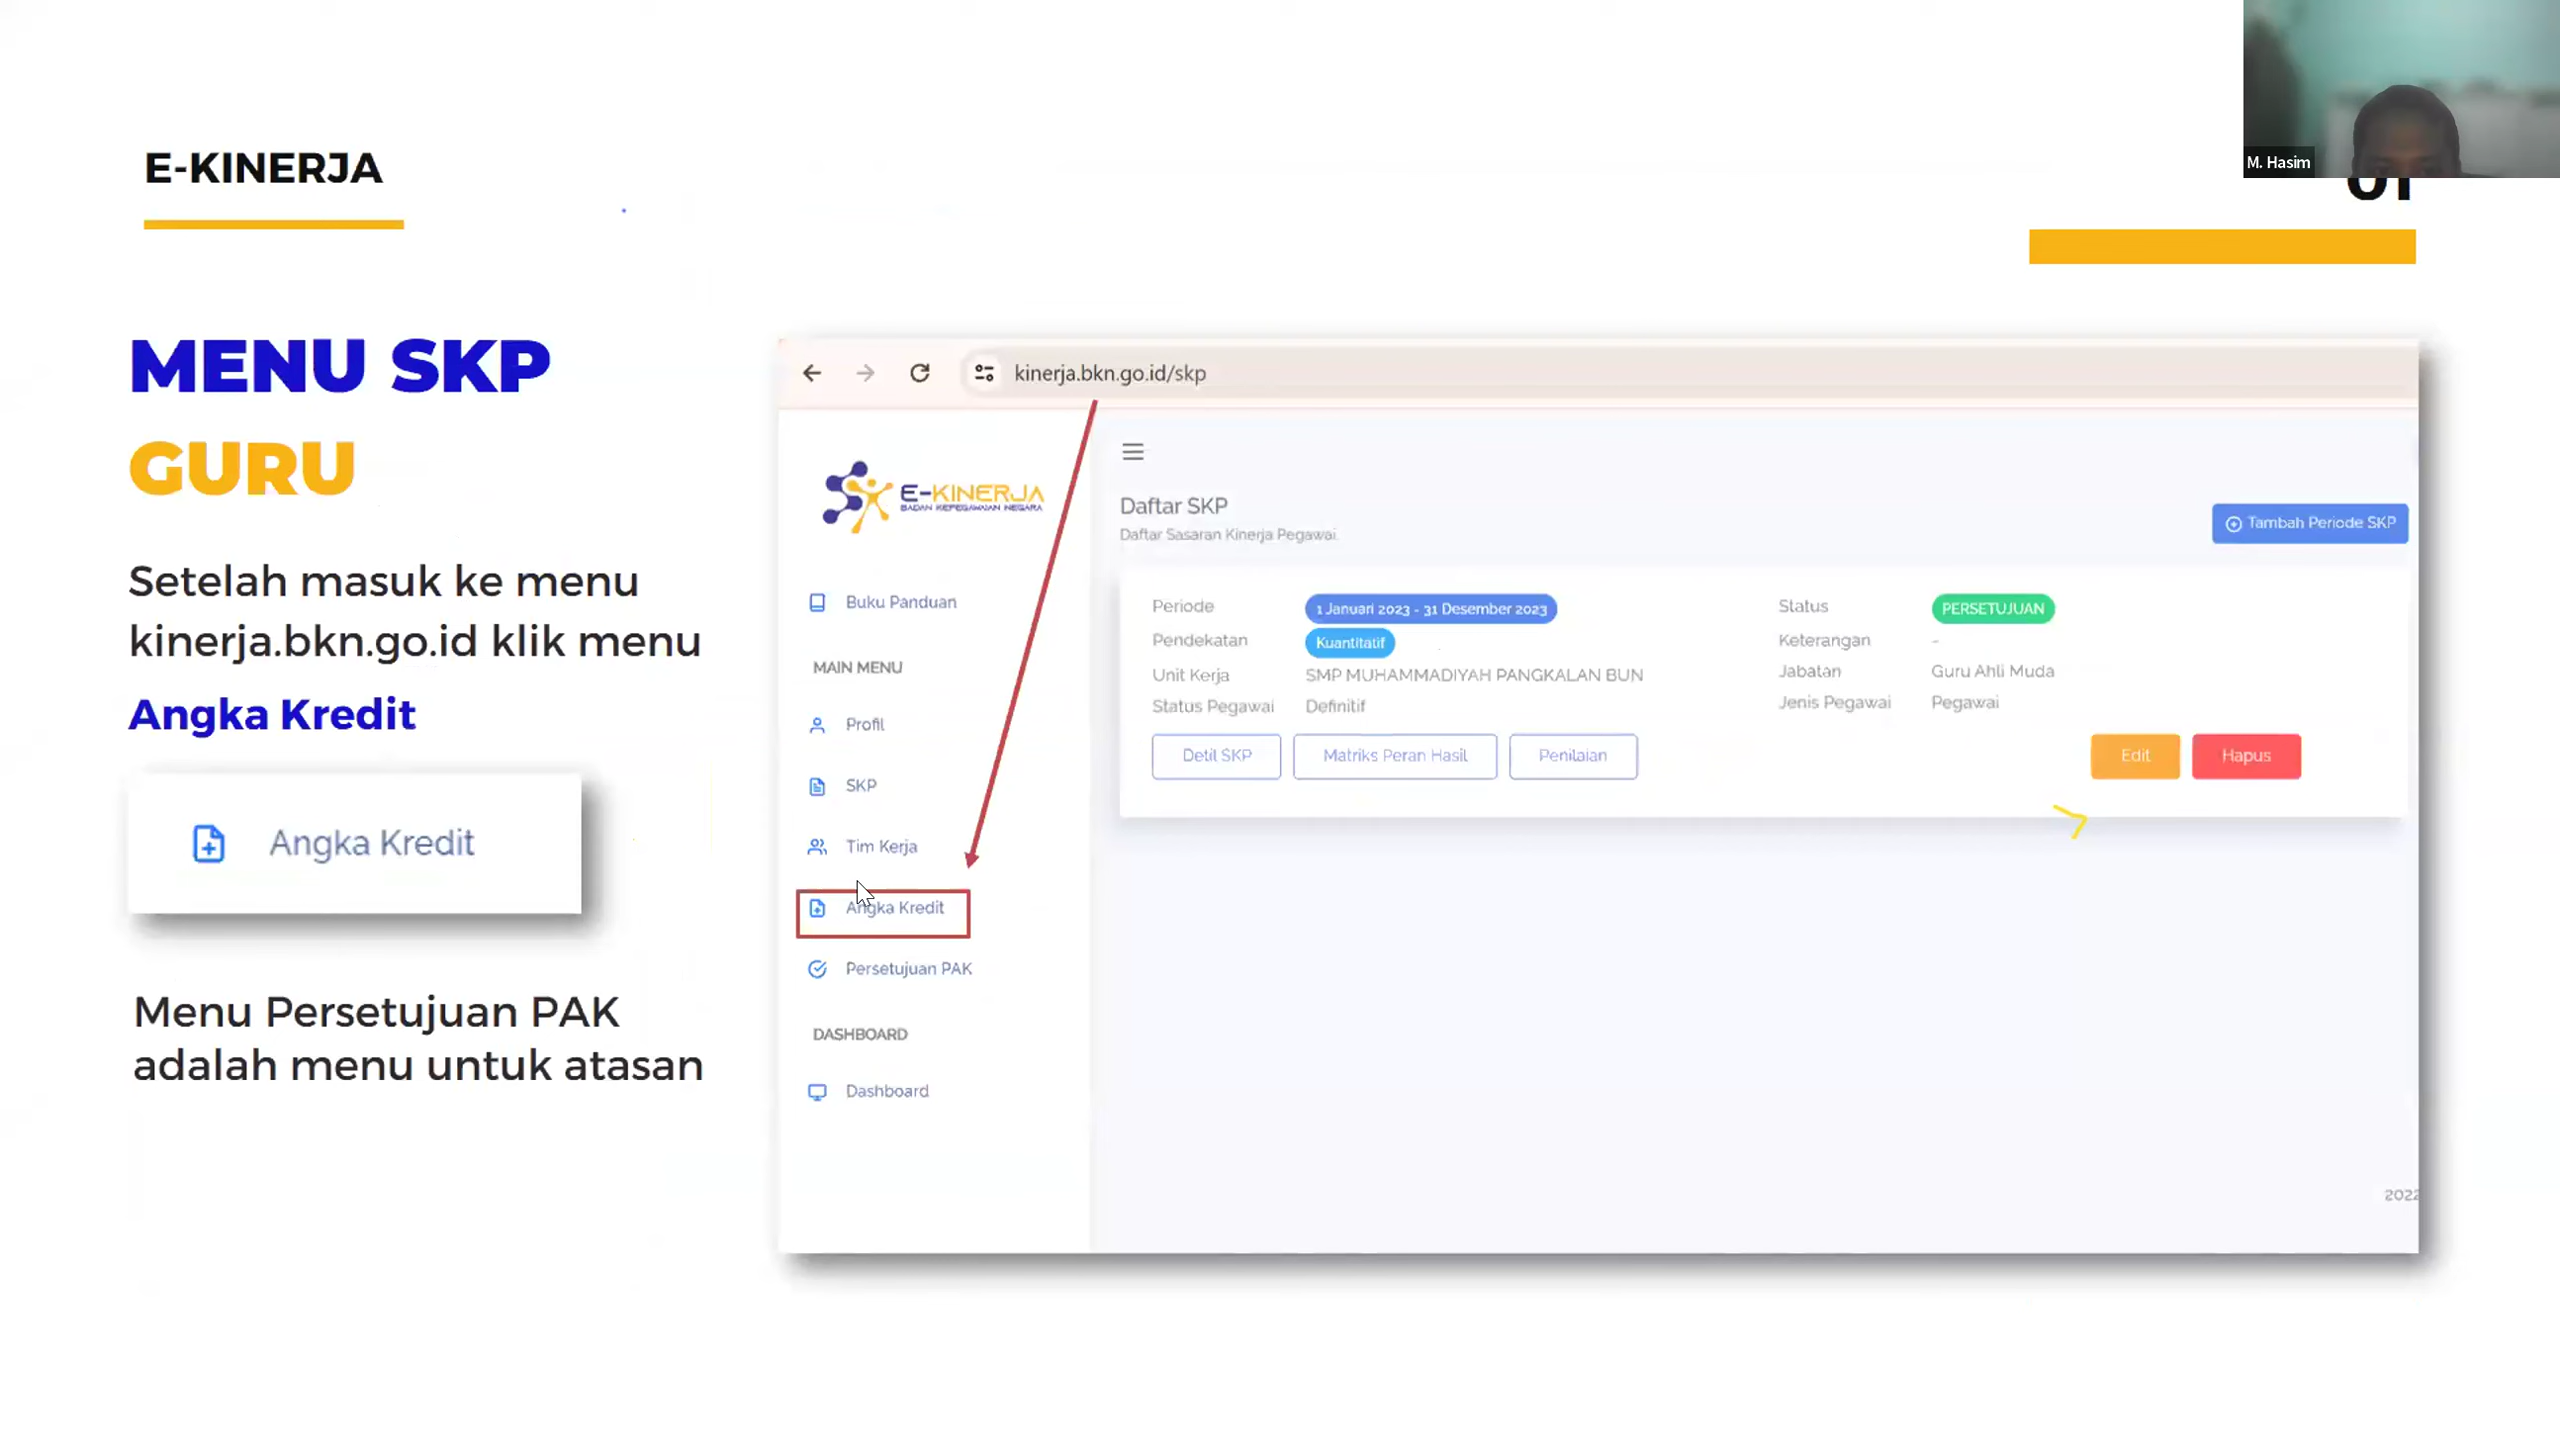 M. Hasim
E-KINERJA
01
MENU SKP
GURU
Setelah masuk ke menu
kinerja.bkn.go.id klik menu
Angka Kredit
Angka Kredit
Menu Persetujuan PAK
adalah menu untuk atasan
kinerja.bkn.go.id/skp
E-KINERJA
BADAN KEPEGAWAIAN NEGARA
Buku Panduan
MAIN MENU
Profil
SKP
Tim Kerja
Angka Kredit
Persetujuan PAK
DASHBOARD
Dashboard
Daftar SKP
Daftar Sasaran Kinerja Pegawai.
Tambah Periode SKP
Periode 1 Januari 2023 - 31 Desember 2023
Pendekatan Kuantitatif
Unit Kerja SMP MUHAMMADIYAH PANGKALAN BUN
Status Pegawai Definitif
Status PERSETUJUAN
Keterangan -
Jabatan Guru Ahli Muda
Jenis Pegawai Pegawai
Detil SKP Matriks Peran Hasil Penilaian Edit Hapus
2022